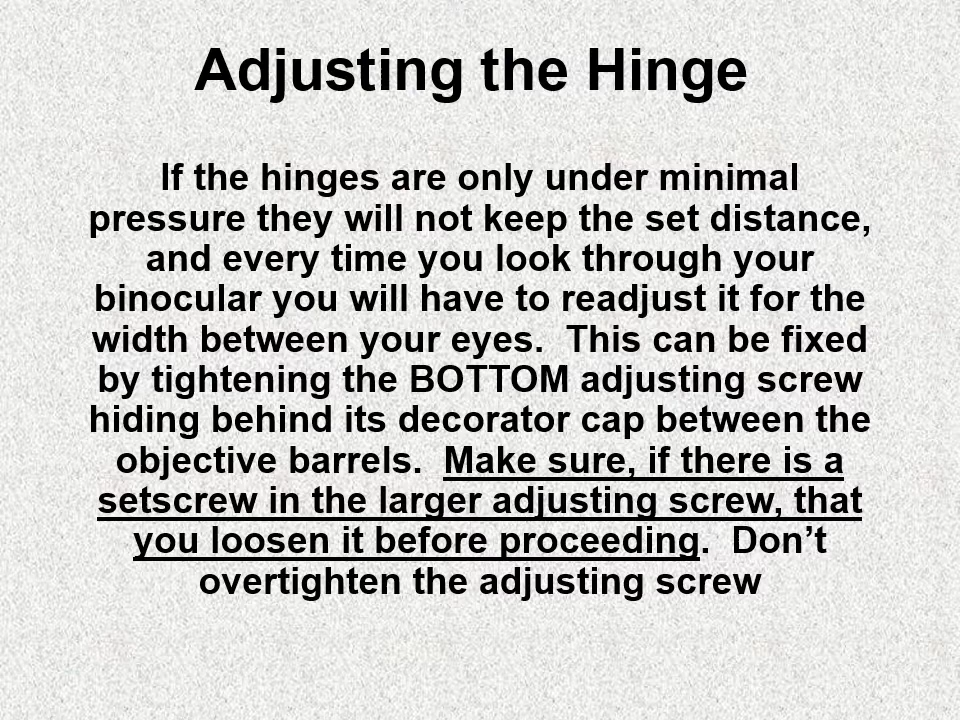 Adjusting the Hinge
If the hinges are only under minimal
pressure they will not keep the set distance,
and every time you look through your
binocular you will have to readjust it for the
width between your eyes.  This can be fixed
by tightening the BOTTOM adjusting screw
hiding behind its decorator cap between the
objective barrels.  Make sure, if there is a
setscrew in the larger adjusting screw, that
you loosen it before proceeding.  Don’t
overtighten the adjusting screw